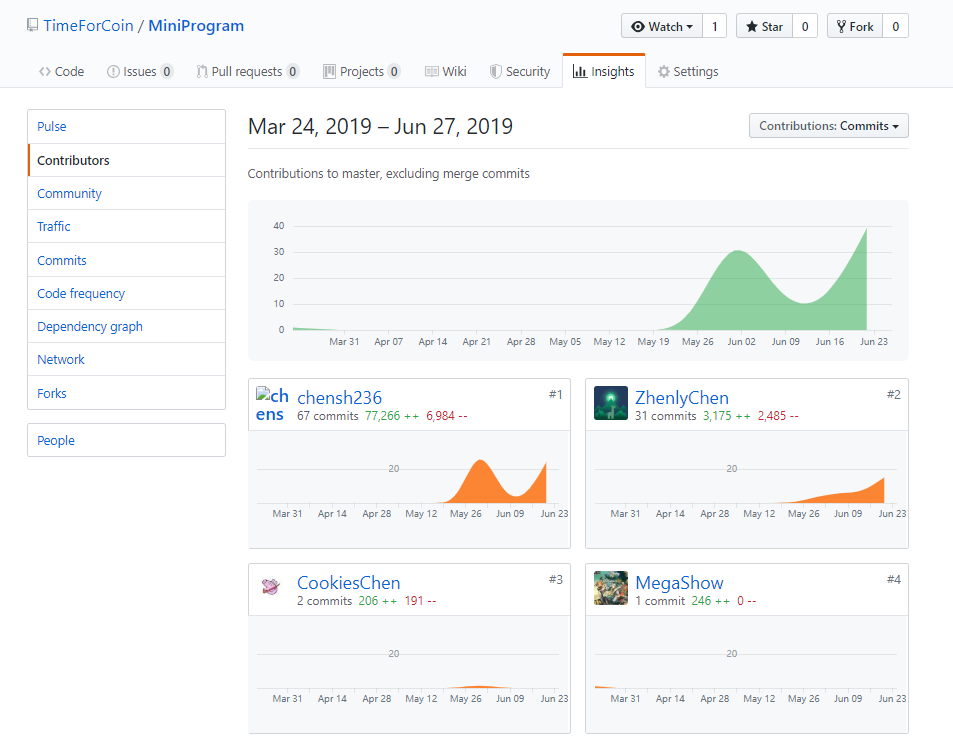 TimeForCoin / MiniProgram
Watch 1 Star 0 Fork 0
Code Issues 0 Pull requests 0 Projects 0 Wiki Security Insights Settings
Pulse
Contributors
Community
Traffic
Commits
Code frequency
Dependency graph
Network
Forks
People
Mar 24, 2019 – Jun 27, 2019
Contributions: Commits
Contributions to master, excluding merge commits
40
30
20
10
0
Mar 31 Apr 07 Apr 14 Apr 21 Apr 28 May 05 May 12 May 19 May 26 Jun 02 Jun 09 Jun 16 Jun 23
ch
ens
chensh236 #1
67 commits 77,266 ++ 6,984 --
20
Mar 31 Apr 14 Apr 28 May 12 May 26 Jun 09 Jun 23
ZhenlyChen #2
31 commits 3,175 ++ 2,485 --
20
Mar 31 Apr 14 Apr 28 May 12 May 26 Jun 09 Jun 23
CookiesChen #3
2 commits 206 ++ 191 --
20
Mar 31 Apr 14 Apr 28 May 12 May 26 Jun 09 Jun 23
MegaShow #4
1 commit 246 ++ 0 --
20
Mar 31 Apr 14 Apr 28 May 12 May 26 Jun 09 Jun 23